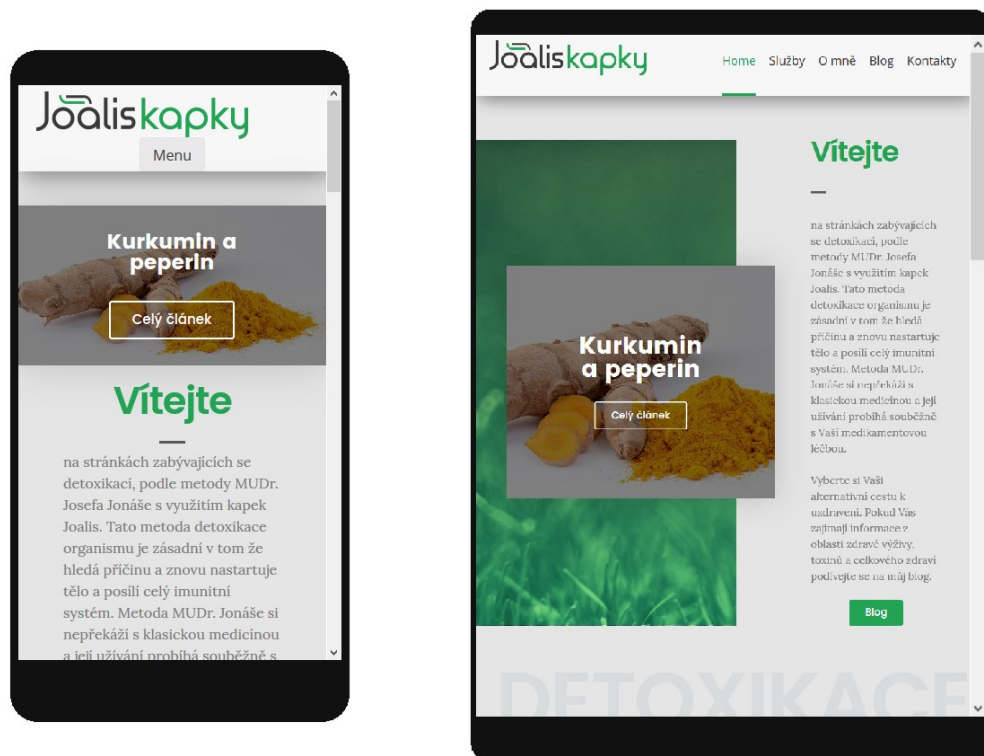 Joaliskapky
Menu
Kurkumin a
peperin
Celý článek
Vítejte
na stránkách zabývajících se
detoxikací, podle metody MUDr.
Josefa Jonáše s využitím kapek
Joalis. Tato metoda detoxikace
organismu je zásadní v tom že
hledá příčinu a znovu nastartuje
tělo a posílí celý imunitní
systém. Metoda MUDr. Jonáše si
nepřekáží s klasickou medicínou
a její užívání probíhá souběžně s
Joaliskapky
Home Služby O mně Blog Kontakty
Kurkumin
a peperin
Celý článek
Vítejte
na stránkách zabývajících
se detoxikací, podle
metody MUDr. Josefa
Jonáše s využitím kapek
Joalis. Tato metoda
detoxikace organismu je
zásadní v tom že hledá
příčinu a znovu nastartuje
tělo a posílí celý imunitní
systém. Metoda MUDr.
Jonáše si nepřekáží s
klasickou medicínou a její
užívání probíhá souběžně
s Vaší medikamentovou
léčbou.
Vyberte si Vaši
alternativní cestu k
uzdravení. Pokud Vás
zajímají informace z
oblasti zdravé výživy,
toxinů a celkového zdraví
podívejte se na můj blog.
Blog
DETOXIKACE